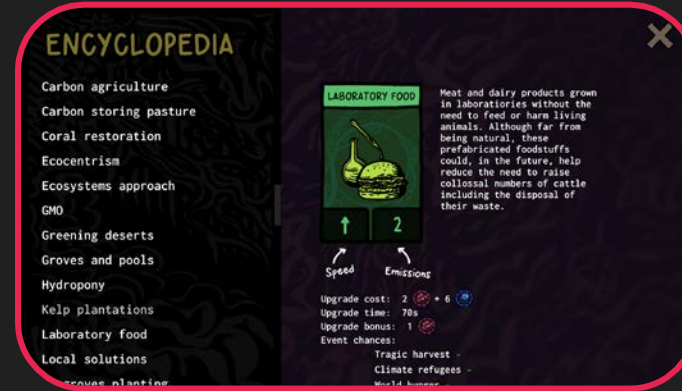 ENCYCLOPEDIA
Carbon agriculture
Carbon storing pasture
Coral restoration
Ecocentrism
Ecosystems approach
GMO
Greening deserts
Groves and pools
Hydropony
Kelp plantations
Laboratory food
Local solutions
groves planting
LABORATORY FOOD
2
Speed
Emissions
Meat and dairy products grown
in laboratiories without the
need to feed or harm living
animals. Although far from
being natural, these
prefabricated foodstuffs
could, in the future, help
reduce the need to raise
collossal numbers of cattle
including the disposal of
their waste.
Upgrade cost: 2 + 6
Upgrade time: 70s
Upgrade bonus: 1
Event chances:
Tragic harvest -
Climate refugees -
World hunger -